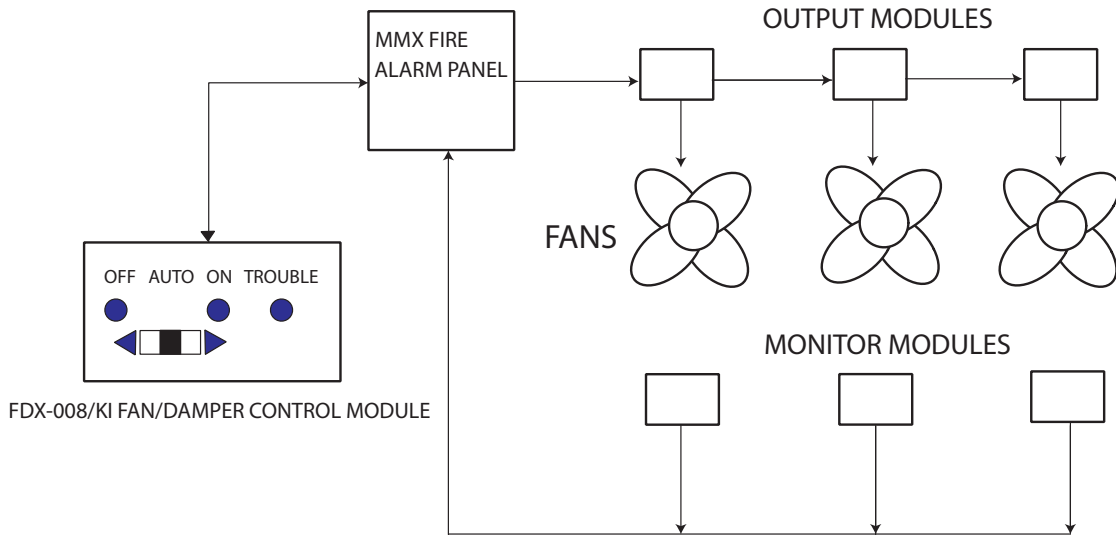 OUTPUT MODULES
MMX FIRE
ALARM PANEL
FANS
OFF AUTO ON TROUBLE
MONITOR MODULES
FDX-008/KI FAN/DAMPER CONTROL MODULE